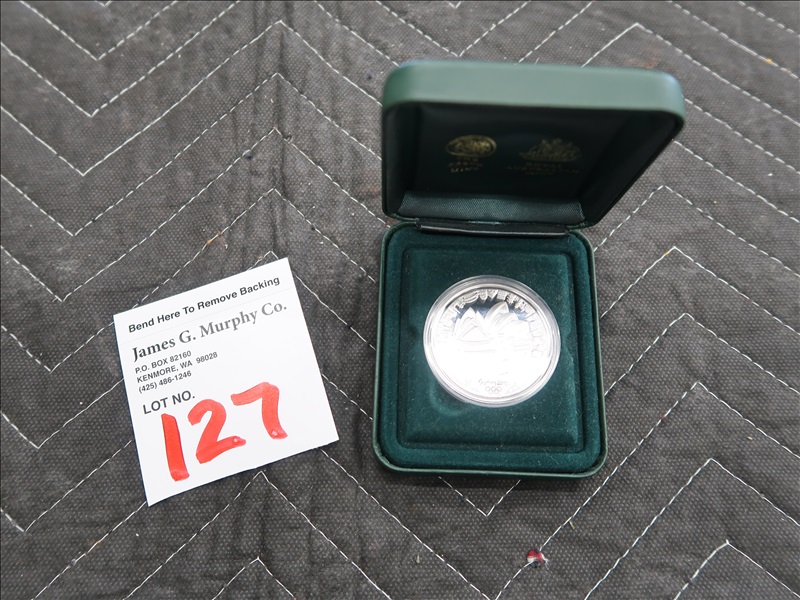 Bend Here To Remove Backing
James G. Murphy Co.
P.O. BOX 82160
KENMORE, WA 98028
(425) 486-1246
LOT NO.
127